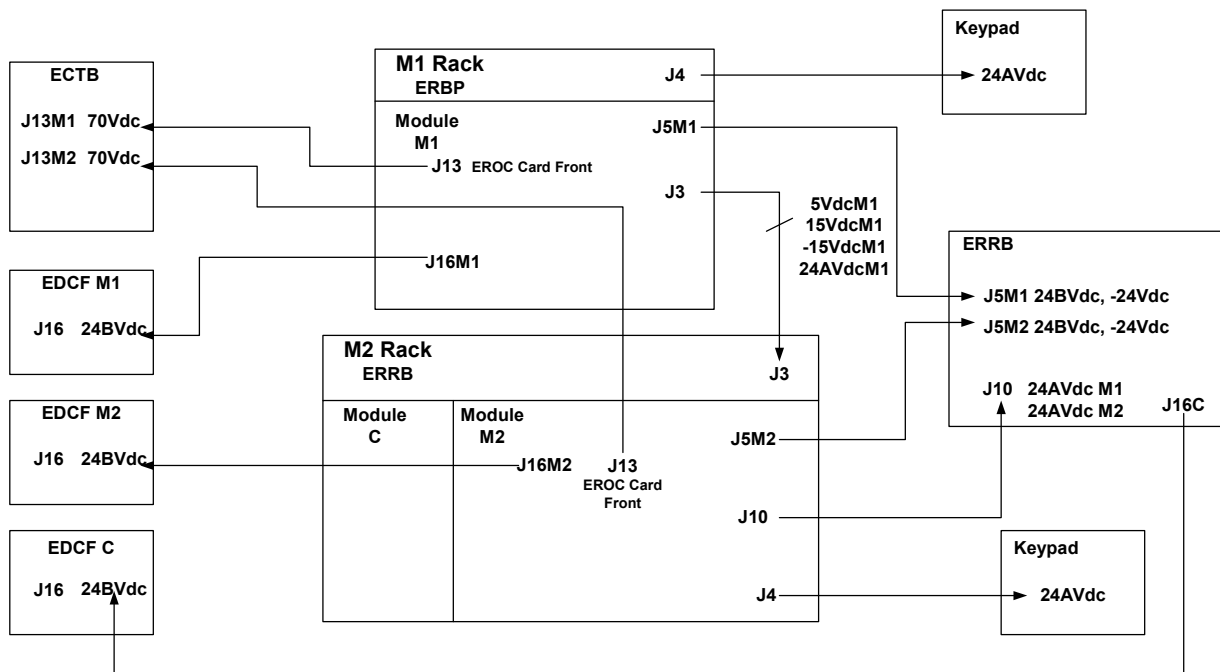 Keypad
24AVdc
ECTB
J13M1 70Vdc
J13M2 70Vdc
M1 Rack
ERBP
J4
Module
M1
J13 EROC Card Front
J5M1
J3
J16M1
5VdcM1
15VdcM1
-15VdcM1
24AVdcM1
ERRB
J5M1 24BVdc, -24Vdc
J5M2 24BVdc, -24Vdc
J10 24AVdc M1
24AVdc M2
J16C
EDCF M1
J16 24BVdc
M2 Rack
ERRB
J3
Module
C
Module
M2
J16M2
J13
EROC Card
Front
J5M2
J10
J4
EDCF M2
J16 24BVdc
EDCF C
J16 24BVdc
Keypad
24AVdc